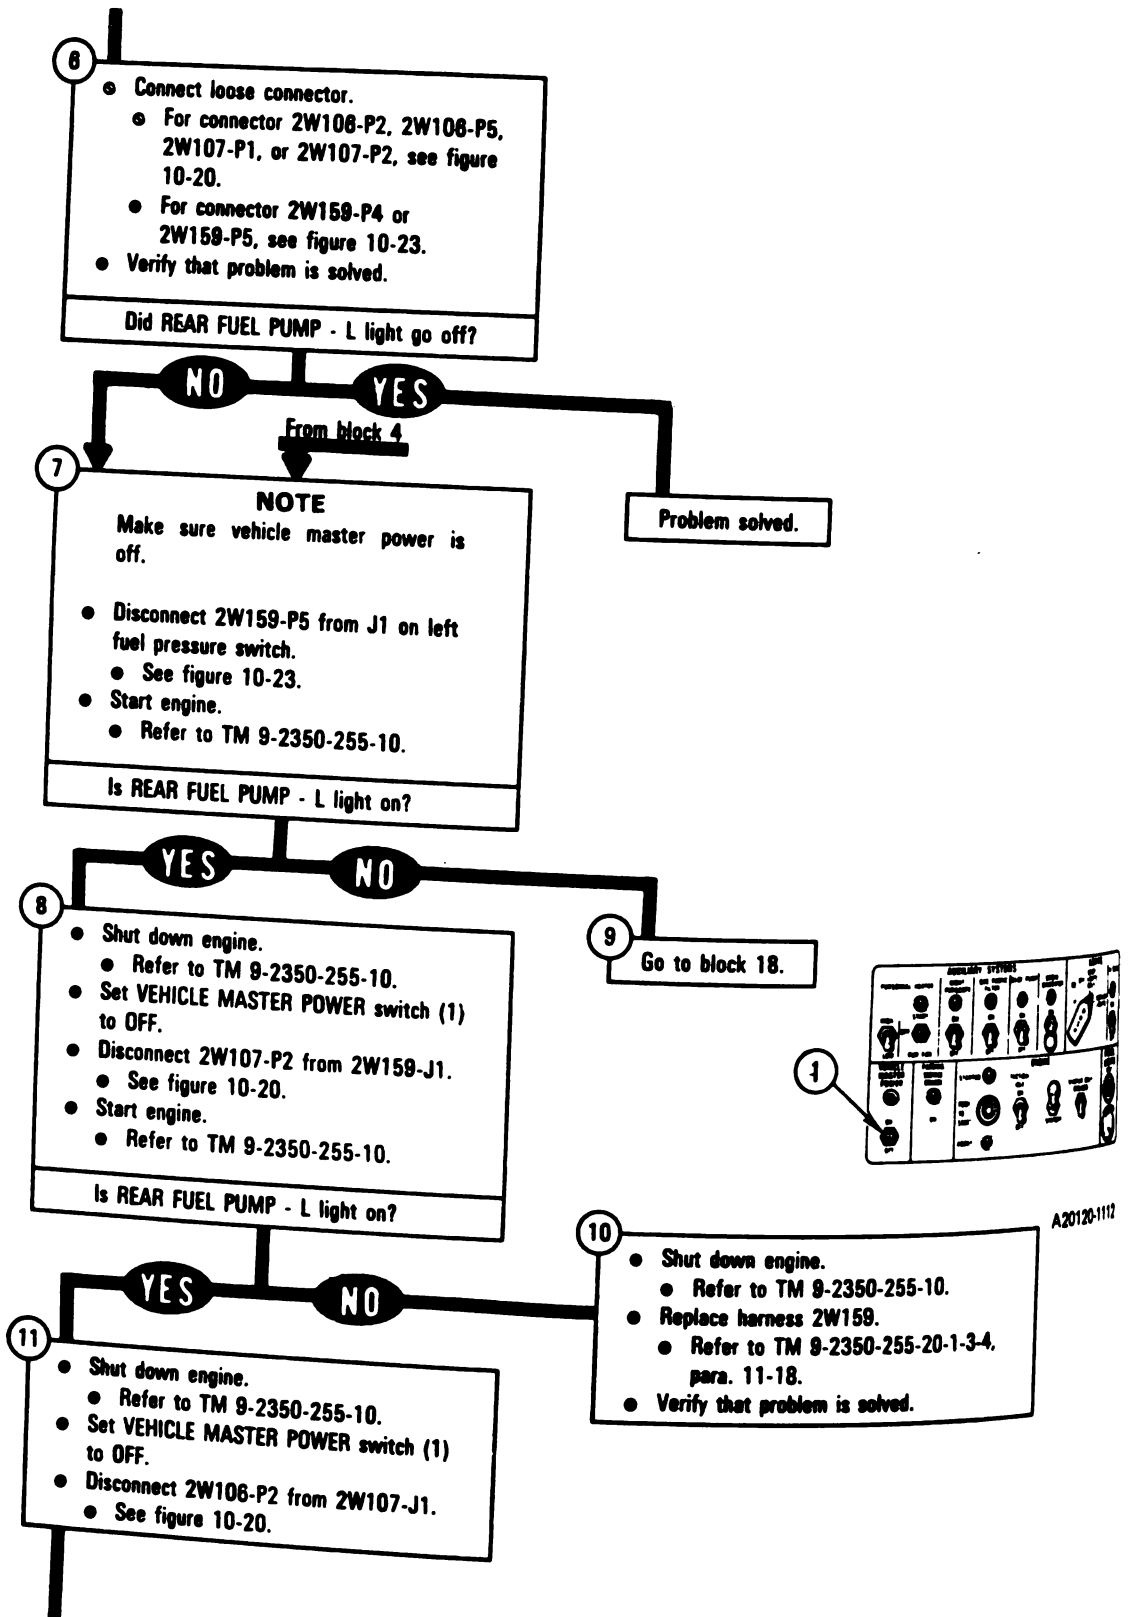 6
● Connect loose connector.
● For connector 2W106-P2, 2W106-P5,
2W107-P1, or 2W107-P2, see figure
10-20.
● For connector 2W159-P4 or
2W159-P5, see figure 10-23.
● Verify that problem is solved.
Did REAR FUEL PUMP - L light go off?
NO
YES
From block 4
Problem solved.
7
NOTE
Make sure vehicle master power is
off.
● Disconnect 2W159-P5 from J1 on left
fuel pressure switch.
● See figure 10-23.
● Start engine.
● Refer to TM 9-2350-255-10.
Is REAR FUEL PUMP - L light on?
YES
NO
8
● Shut down engine.
● Refer to TM 9-2350-255-10.
● Set VEHICLE MASTER POWER switch (1)
to OFF.
● Disconnect 2W107-P2 from 2W159-J1.
● See figure 10-20.
● Start engine.
● Refer to TM 9-2350-255-10.
Is REAR FUEL PUMP - L light on?
9
Go to block 18.
AUXILIARY SYSTEMS
VEHICLE
MASTER
POWER
1
A20120-1112
YES
NO
10
● Shut down engine.
● Refer to TM 9-2350-255-10.
● Replace harness 2W159.
● Refer to TM 9-2350-255-20-1-3-4,
para. 11-18.
● Verify that problem is solved.
11
● Shut down engine.
● Refer to TM 9-2350-255-10.
● Set VEHICLE MASTER POWER switch (1)
to OFF.
● Disconnect 2W106-P2 from 2W107-J1.
● See figure 10-20.